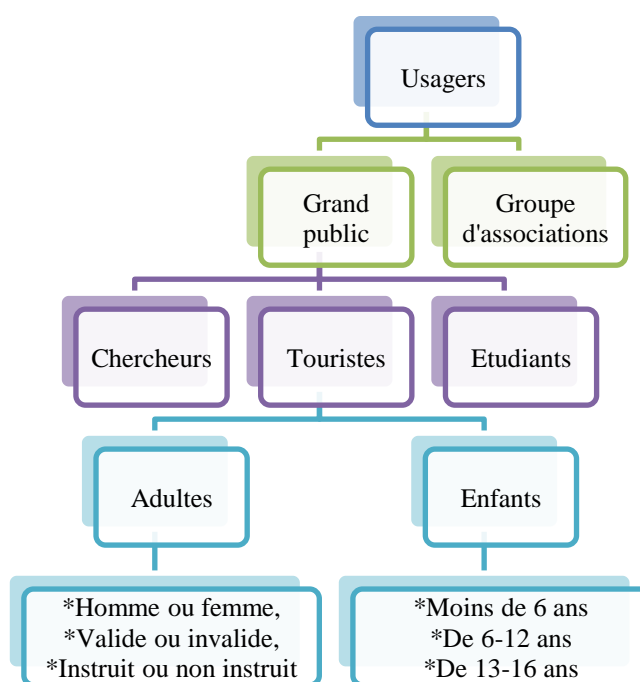 Usagers
Grand
public
Groupe
d'associations
Chercheurs
Touristes
Etudiants
Adultes
Enfants
*Homme ou femme,
*Valide ou invalide,
*Instruit ou non instruit
*Moins de 6 ans
*De 6-12 ans
*De 13-16 ans